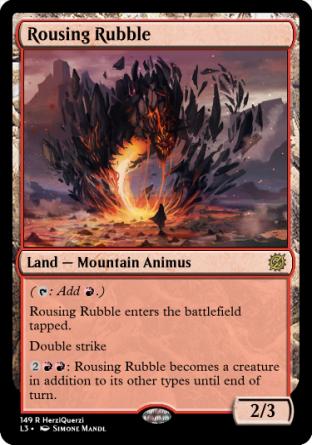 Rousing Rubble
Land — Mountain Animus
(T: Add R.)
Rousing Rubble enters the battlefield
tapped.
Double strike
2RR: Rousing Rubble becomes a creature
in addition to its other types until end of
turn.
2/3
149 R HerziQuerzi
L3 • SIMONE MANDL